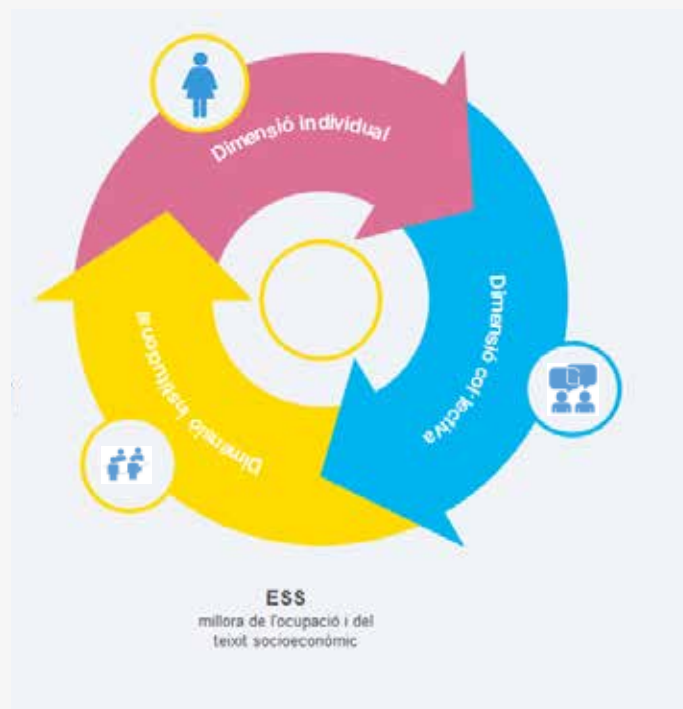 Dimensió individual
Dimensió col·lectiva
Dimensió institucional
ESS
millora de l'ocupació i del
teixit socioeconòmic